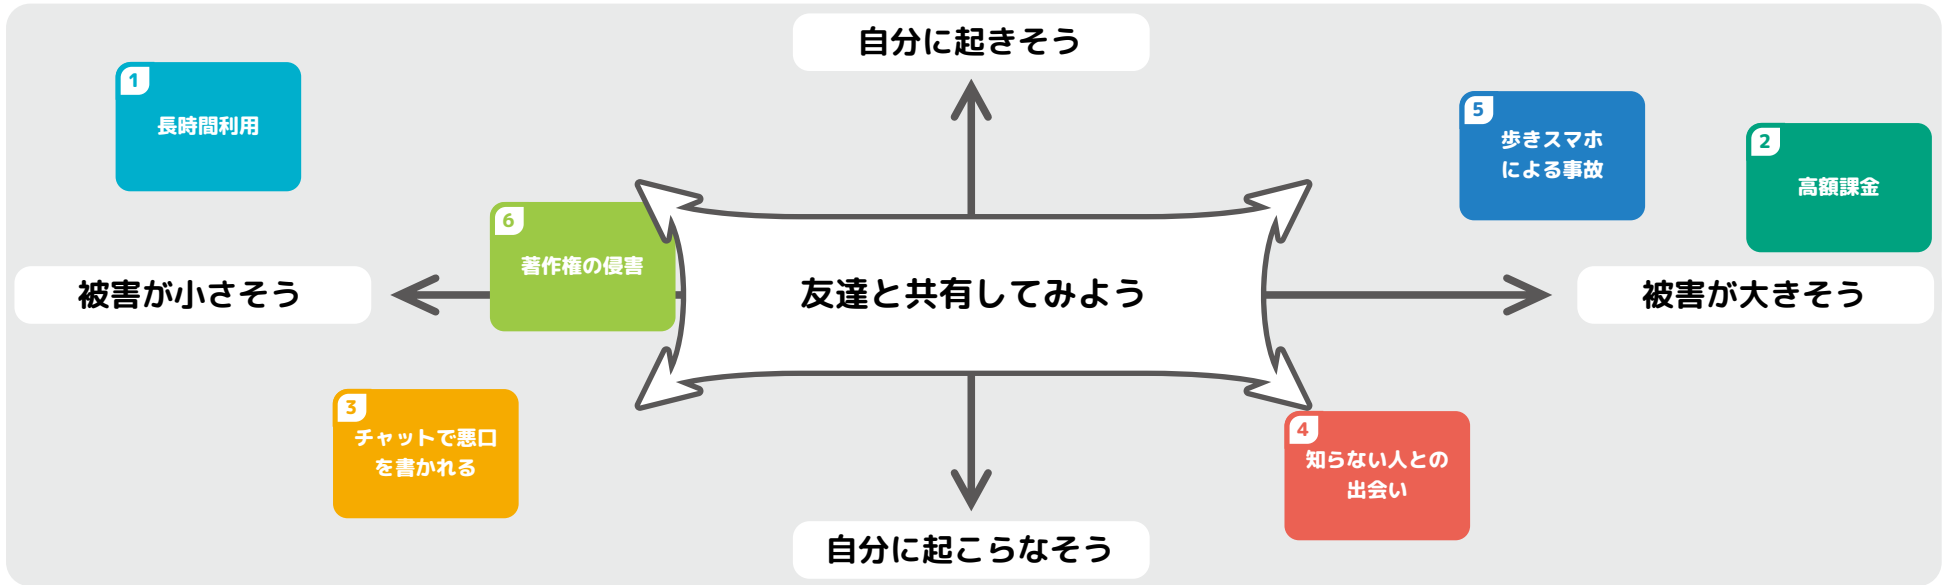 自分に起きそう
1
長時間利用
5
歩きスマホ
による事故
2
高額課金
6
著作権の侵害
被害が小さそう
友達と共有してみよう
被害が大きそう
3
チャットで悪口
を書かれる
4
知らない人との
出会い
自分に起こらなそう